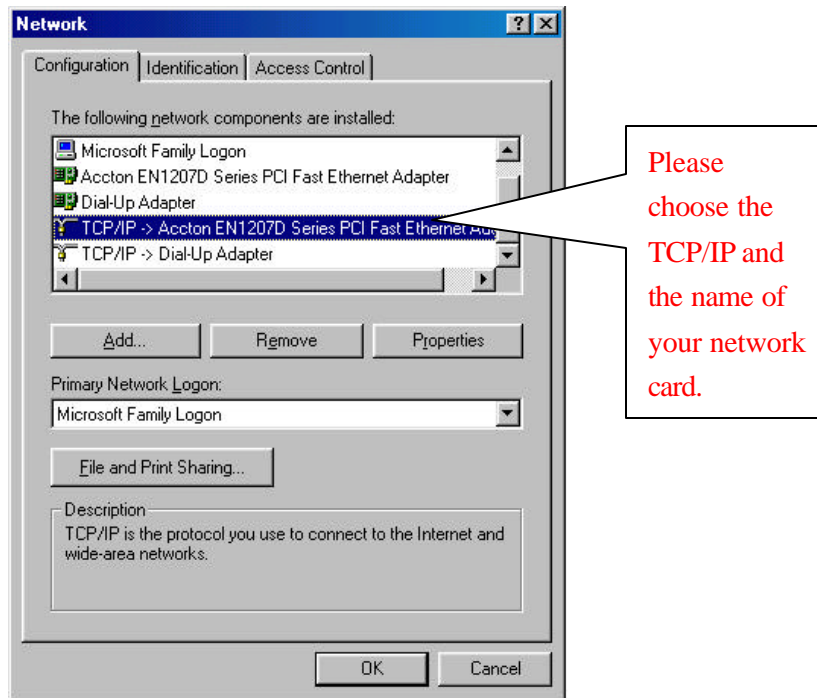 Network
Configuration Identification Access Control
The following network components are installed:
Microsoft Family Logon
Accton EN1207D Series PCI Fast Ethernet Adapter
Dial-Up Adapter
TCP/IP -> Accton EN1207D Series PCI Fast Ethernet
TCP/IP -> Dial-Up Adapter
Add... Remove Properties
Primary Network Logon:
Microsoft Family Logon
File and Print Sharing...
Description
TCP/IP is the protocol you use to connect to the Internet and
wide-area networks.
OK Cancel
Please
choose the
TCP/IP and
the name of
your network
card.